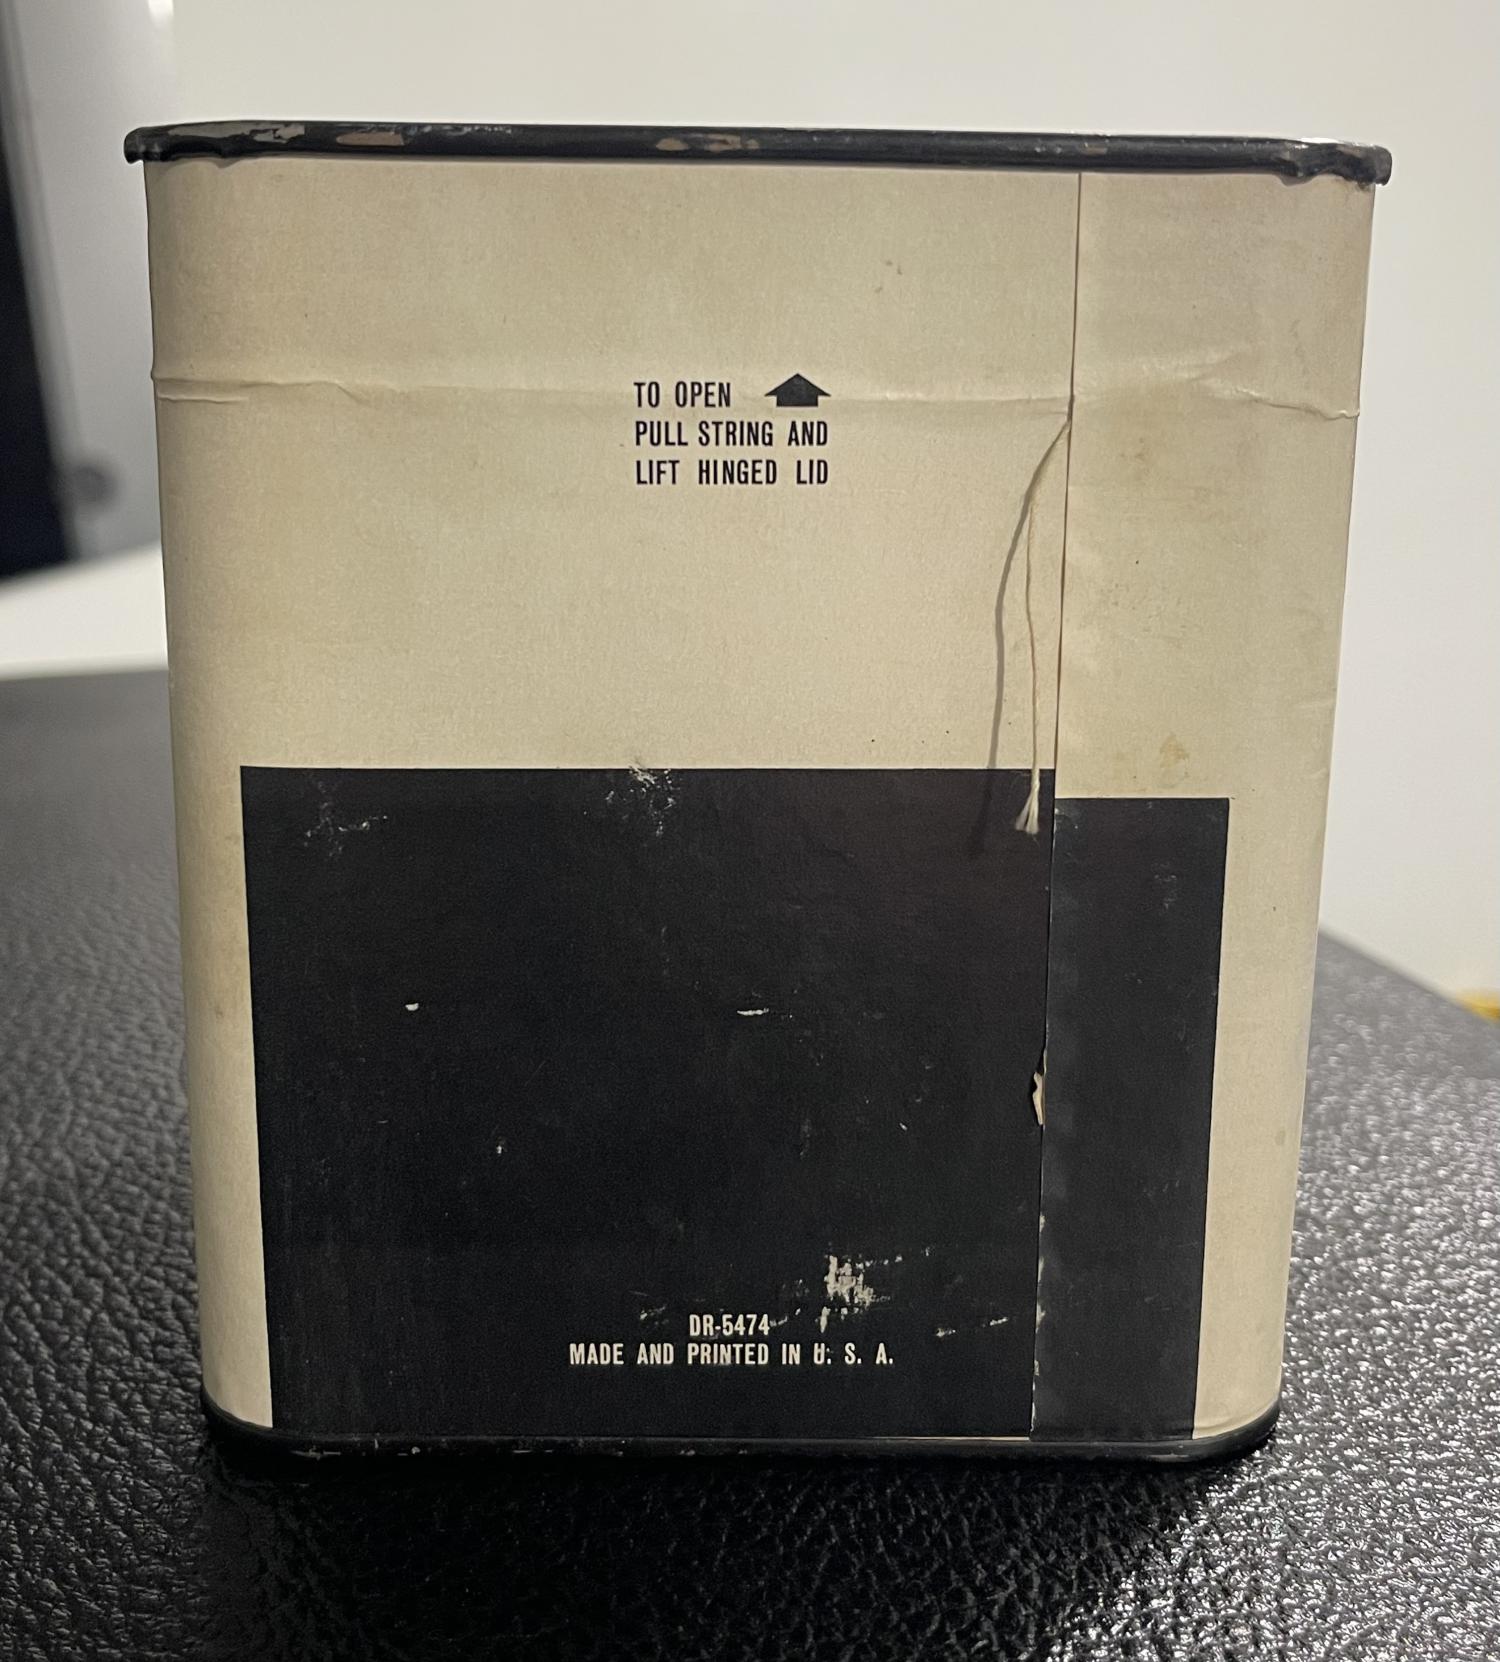 TO OPEN
PULL STRING AND
LIFT HINGED LID
DR-5474
MADE AND PRINTED IN U. S. A.